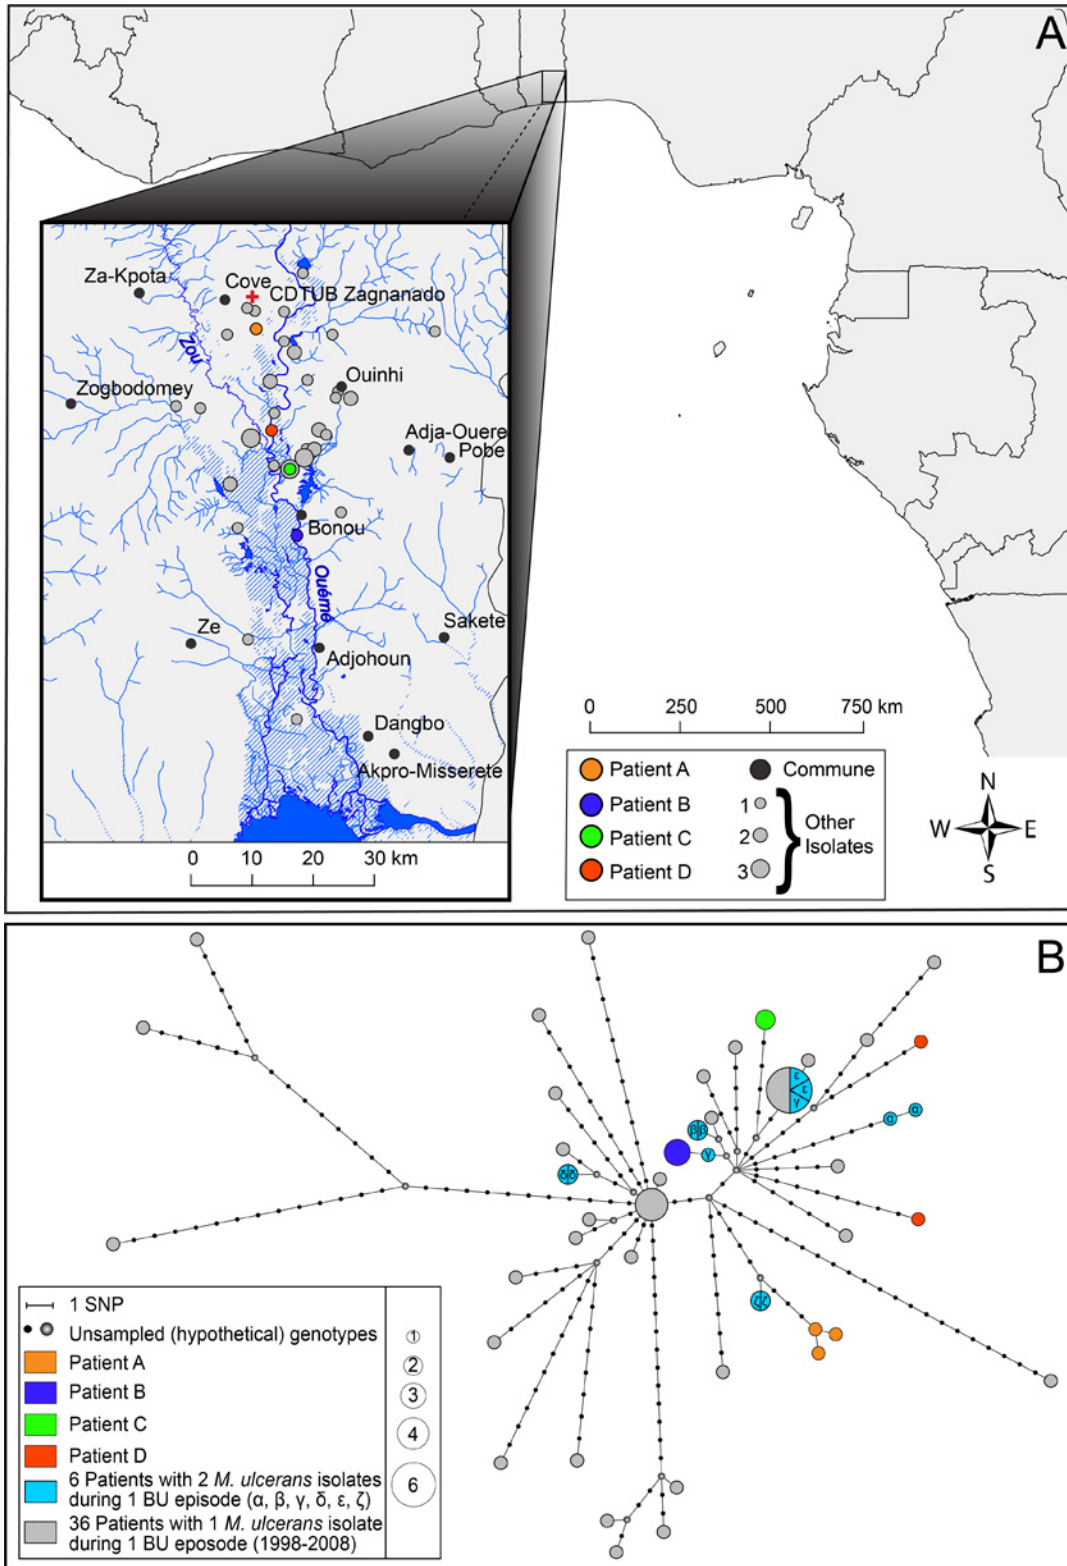 A
Za-Kpota
Cove
CDTUB Zagnanado
Zou
Ouinhi
Zogbodomey
Adja-Ouere
Pobe
Bonou
Ouémé
Sakete
Ze
Adjohoun
Dangbo
Akpro-Misserete
0 10 20 30 km
0 250 500 750 km
Patient A
Patient B
Patient C
Patient D
Commune
1
2
3
Other
Isolates
N
W E
S
B
ε
ε
γ
α α
ββ
γ
δδ
ζζ
1 SNP
Unsampled (hypothetical) genotypes
Patient A
Patient B
Patient C
Patient D
6 Patients with 2 M. ulcerans isolates
during 1 BU episode (α, β, γ, δ, ε, ζ)
36 Patients with 1 M. ulcerans isolate
during 1 BU eposode (1998-2008)
1
2
3
4
6